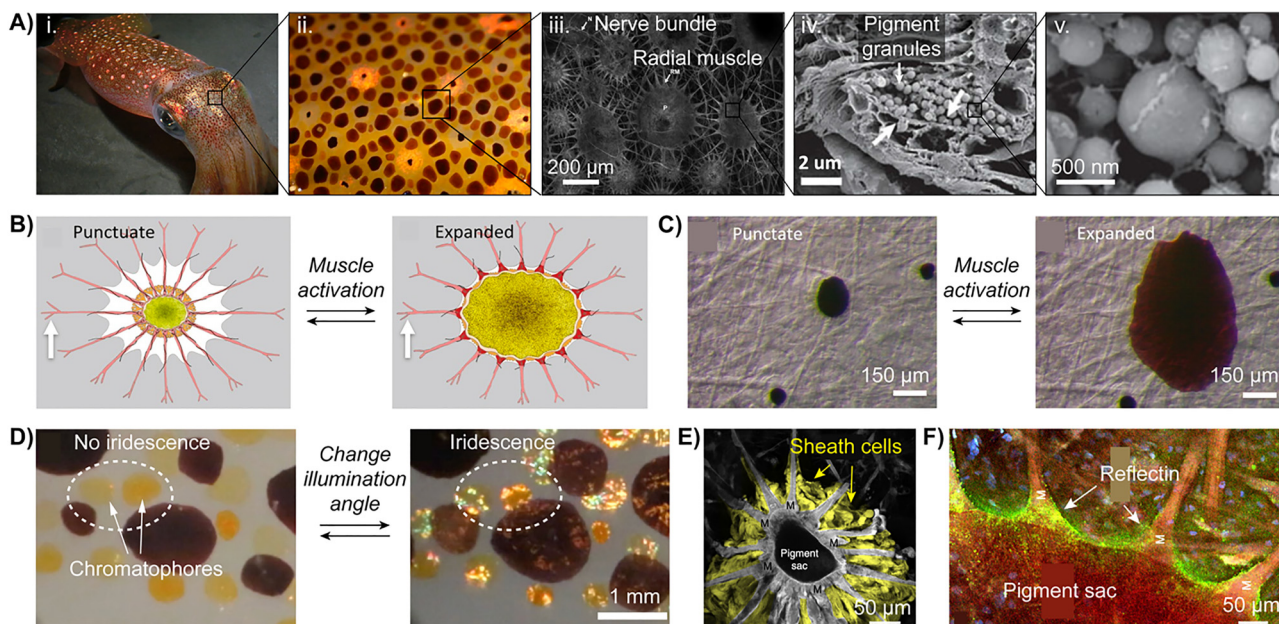 A)
i.
ii.
iii.
Nerve bundle
Radial muscle
RM
P
200 μm
iv.
Pigment
granules
2 um
v.
500 nm
B)
Punctuate
Muscle
activation
Expanded
C)
Punctate
150 μm
Muscle
activation
Expanded
150 μm
D)
No iridescence
Chromatophores
Change
illumination
angle
Iridescence
1 mm
E)
Sheath cells
M
M
M
M
M
Pigment
sac
50 μm
F)
Reflectin
M
M
M
Pigment sac
50 μm